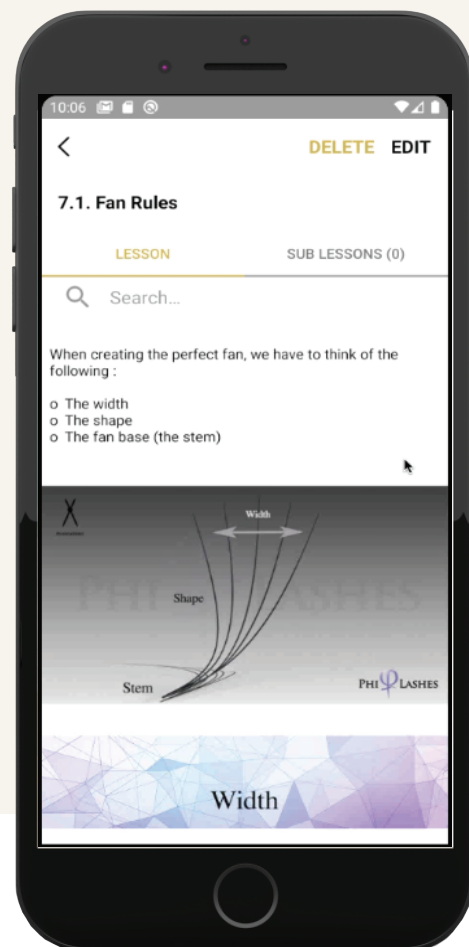 10:06
DELETE EDIT
7.1. Fan Rules
LESSON SUB LESSONS (0)
Search...
When creating the perfect fan, we have to think of the
following :
o The width
o The shape
o The fan base (the stem)
Width
PHI LASHES
Shape
Stem
PHI LASHES
Width